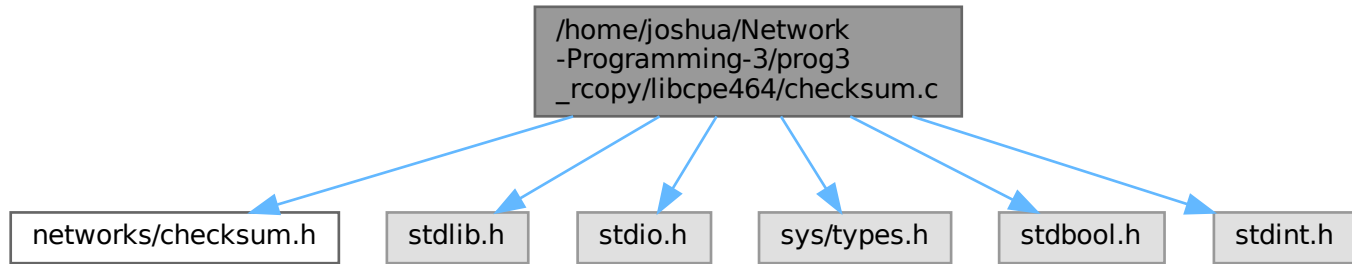 /home/joshua/Network
-Programming-3/prog3
_rcopy/libcpe464/checksum.c
networks/checksum.h
stdlib.h
stdio.h
sys/types.h
stdbool.h
stdint.h